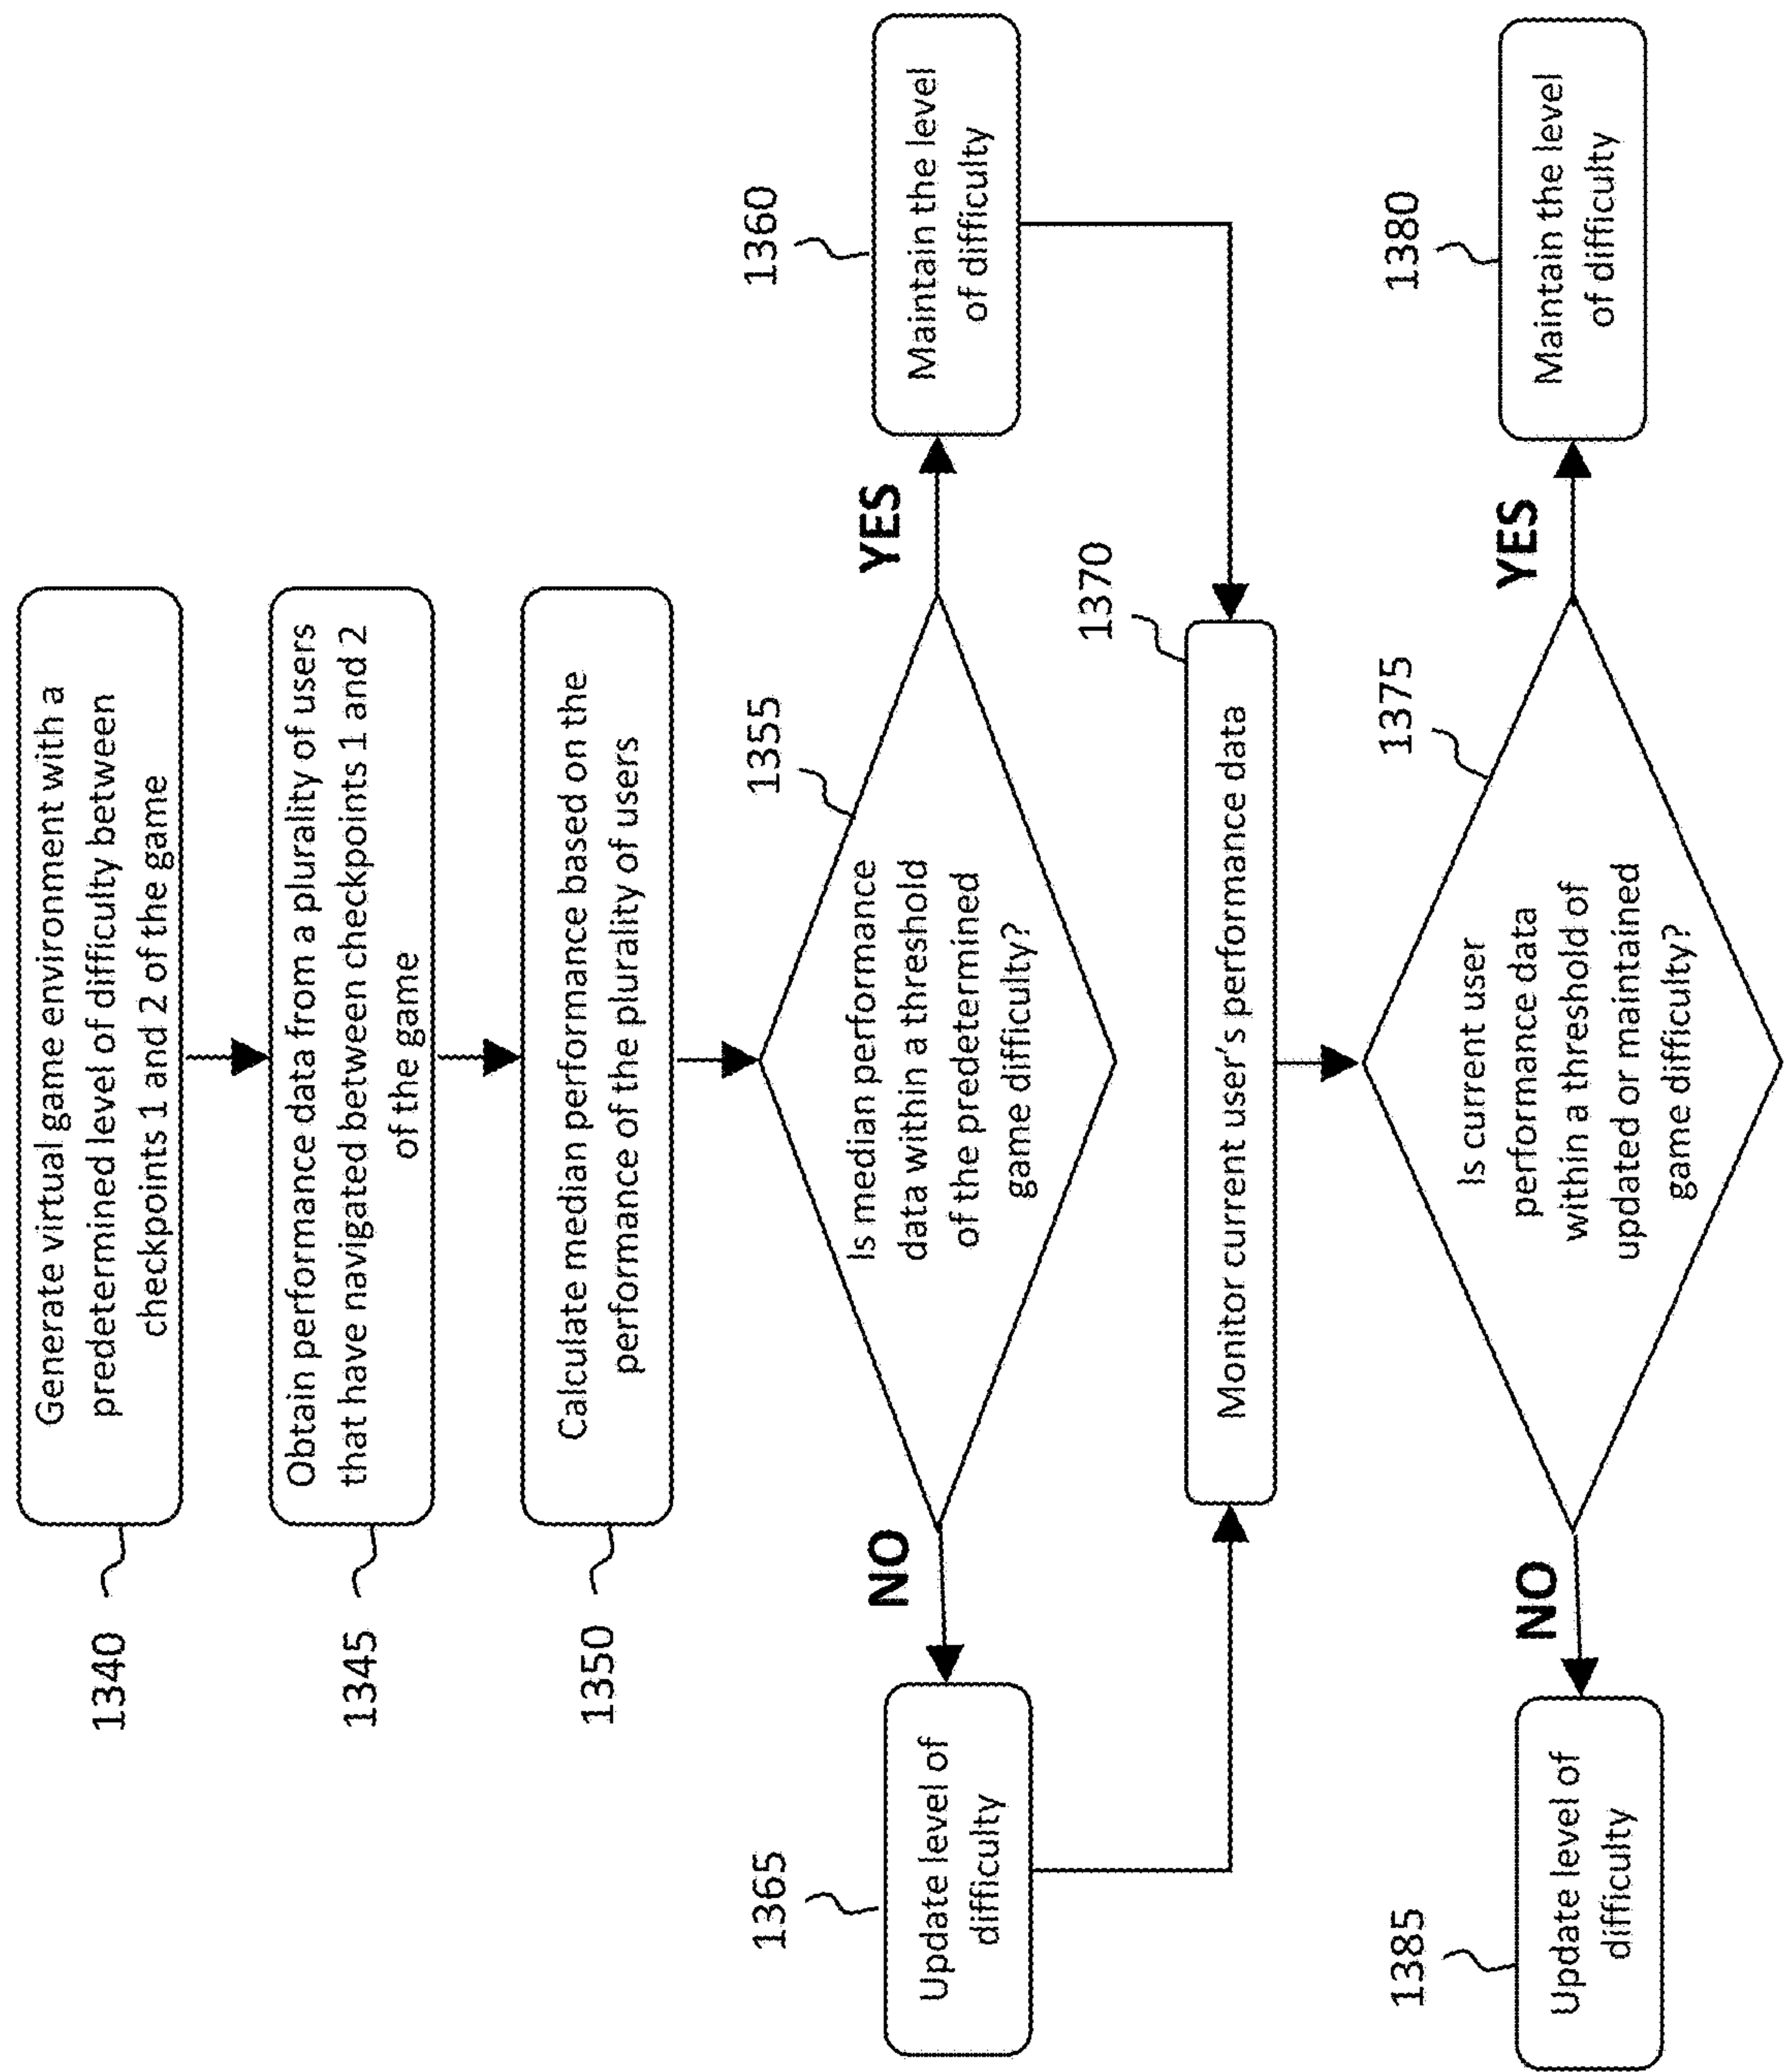 1340
Generate virtual game environment with a
predetermined level of difficulty between
checkpoints 1 and 2 of the game
1345
Obtain performance data from a plurality of users
that have navigated between checkpoints 1 and 2
of the game
1350
Calculate median performance based on the
performance of the plurality of users
1355
Is median performance
data within a threshold
of the predetermined
game difficulty?
NO
YES
1365
Update level of
difficulty
1360
Maintain the level
of difficulty
1370
Monitor current user's performance data
1375
Is current user
performance data
within a threshold of
updated or maintained
game difficulty?
NO
YES
1385
Update level of
difficulty
1380
Maintain the level
of difficulty